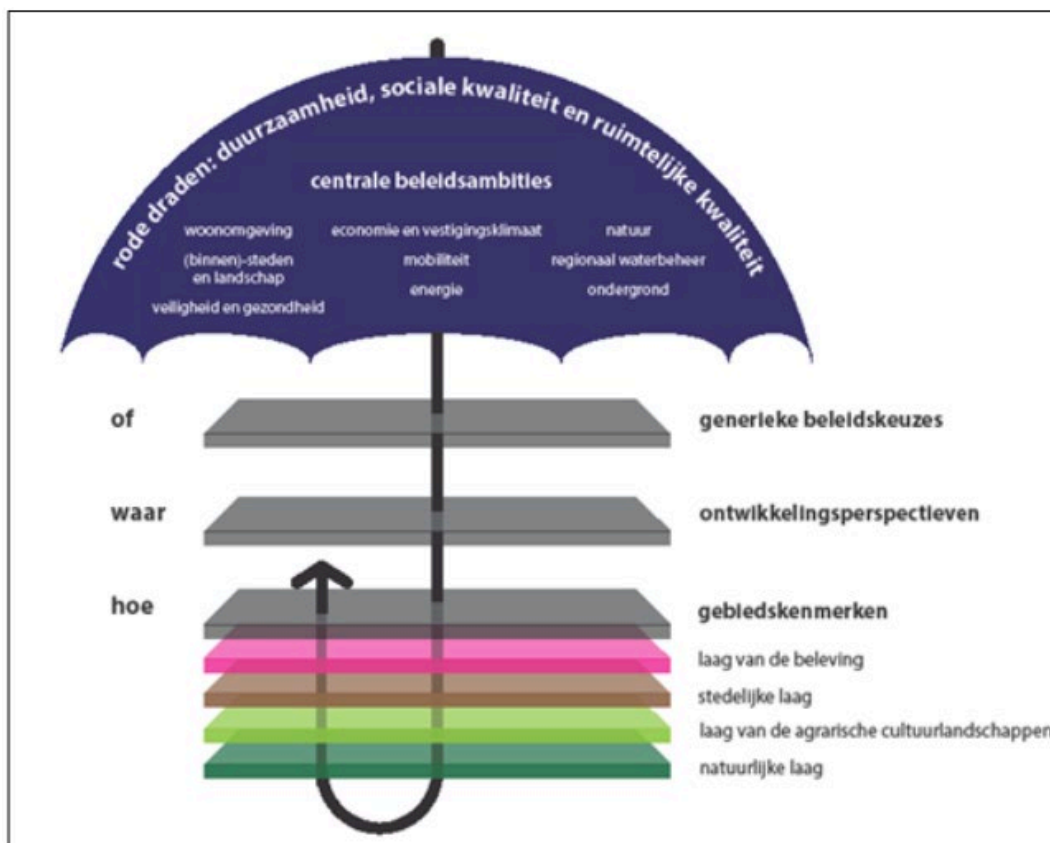 rode draden: duurzaamheid, sociale kwaliteit en ruimtelijke kwaliteit
centrale beleidsambities
woonomgeving
(binnen)-steden
en landschap
veiligheid en gezondheid
economie en vestigingsklimaat
mobiliteit
energie
natuur
regionaal waterbeheer
ondergrond
of
generieke beleidskeuzes
waar
ontwikkelingsperspectieven
hoe
gebiedskenmerken
laag van de beleving
stedelijke laag
laag van de agrarische cultuurlandschappen
natuurlijke laag